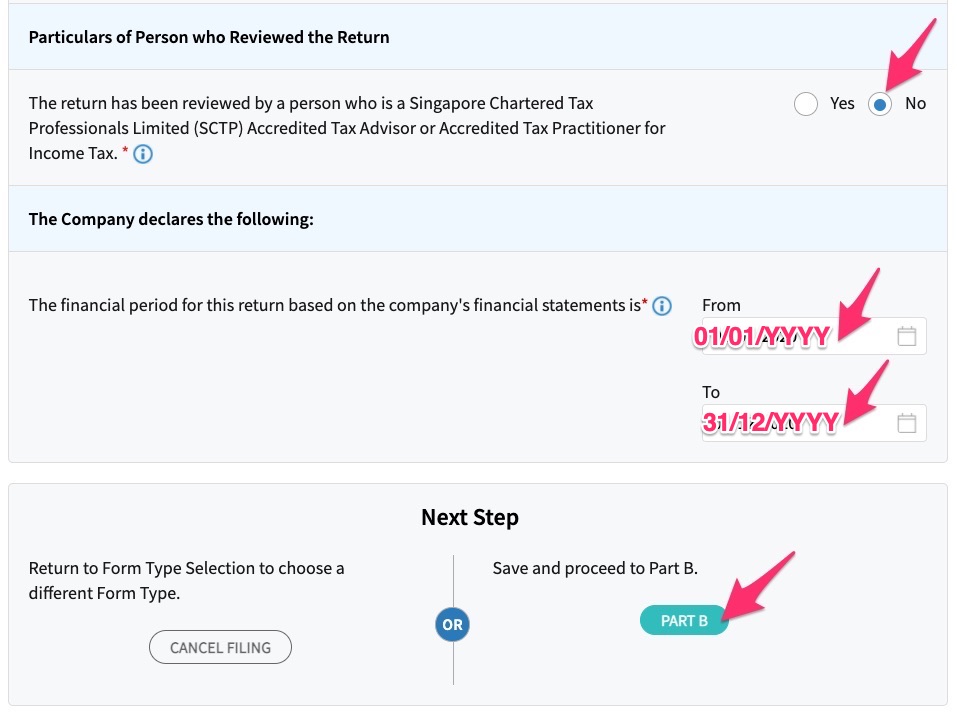 Particulars of Person who Reviewed the Return
The return has been reviewed by a person who is a Singapore Chartered Tax
Professionals Limited (SCTP) Accredited Tax Advisor or Accredited Tax Practitioner for
Income Tax. *
Yes No
The Company declares the following:
The financial period for this return based on the company's financial statements is*
From
01/01/YYYY
To
31/12/YYYY
Next Step
Return to Form Type Selection to choose a
different Form Type.
CANCEL FILING
OR
Save and proceed to Part B.
PART B